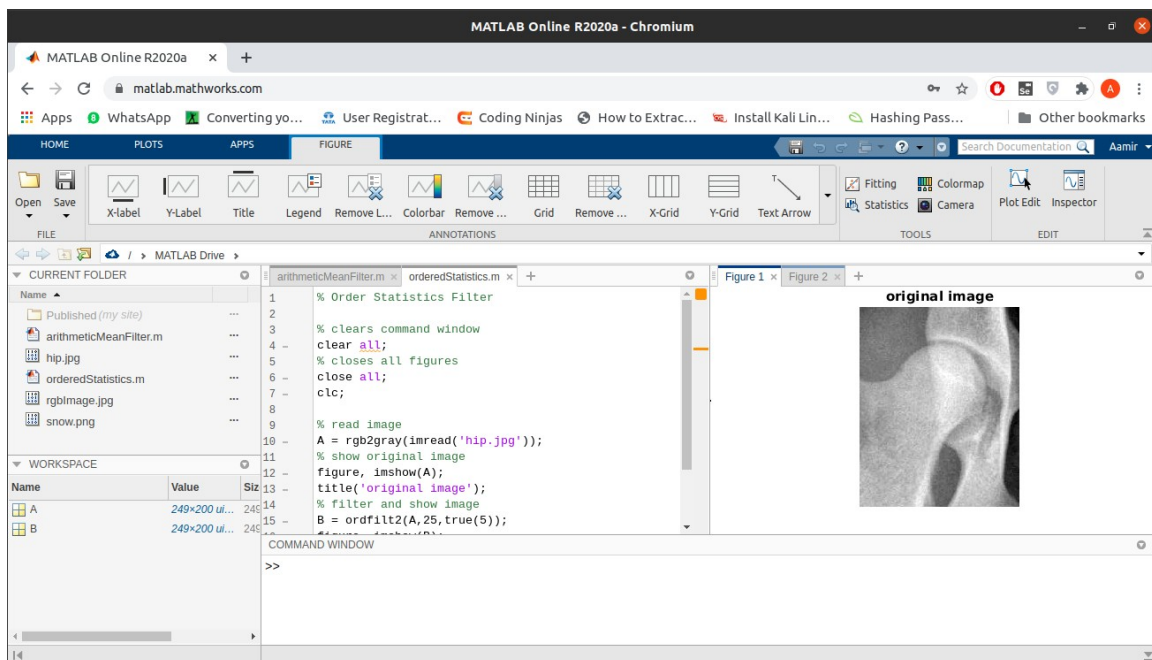 MATLAB Online R2020a - Chromium
MATLAB Online R2020a × +
matlab.mathworks.com
Apps WhatsApp Converting yo... User Registrat... Coding Ninjas How to Extrac... Install Kali Lin... Hashing Pass... Other bookmarks
HOME PLOTS APPS FIGURE Search Documentation Aamir
Open Save X-label Y-Label Title Legend Remove L... Colorbar Remove ... Grid Remove ... X-Grid Y-Grid Text Arrow Fitting Colormap Plot Edit Inspector
Statistics Camera
FILE ANNOTATIONS TOOLS EDIT
/ › MATLAB Drive ›
CURRENT FOLDER
Name
Published (my site) ...
arithmeticMeanFilter.m ...
hip.jpg ...
orderedStatistics.m ...
rgbImage.jpg ...
snow.png ...
WORKSPACE
Name Value Siz
A 249×200 ui... 249
B 249×200 ui... 249
arithmeticMeanFilter.m × orderedStatistics.m × +
1 % Order Statistics Filter
2
3 % clears command window
4 – clear all;
5 % closes all figures
6 – close all;
7 – clc;
8
9 % read image
10 – A = rgb2gray(imread('hip.jpg'));
11 % show original image
12 – figure, imshow(A);
13 – title('original image');
14 % filter and show image
15 – B = ordfilt2(A,25,true(5));
Figure 1 × Figure 2 × +
original image
COMMAND WINDOW
>>